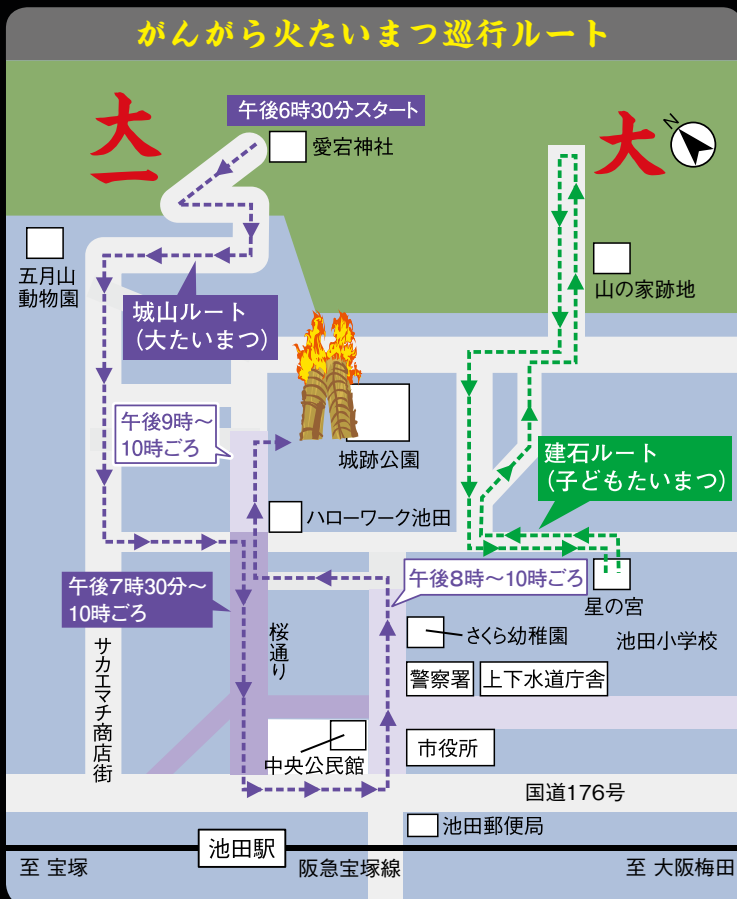 がんがら火たいまつ巡行ルート
大一
午後6時30分スタート
愛宕神社
大
N
五月山
動物園
山の家跡地
城山ルート
(大たいまつ)
午後9時〜
10時ごろ
城跡公園
建石ルート
(子どもたいまつ)
ハローワーク池田
午後7時30分〜
10時ごろ
午後8時〜10時ごろ
星の宮
桜通り
さくら幼稚園
池田小学校
サカエマチ商店街
警察署
上下水道庁舎
中央公民館
市役所
国道176号
池田郵便局
池田駅
至 宝塚
阪急宝塚線
至 大阪梅田